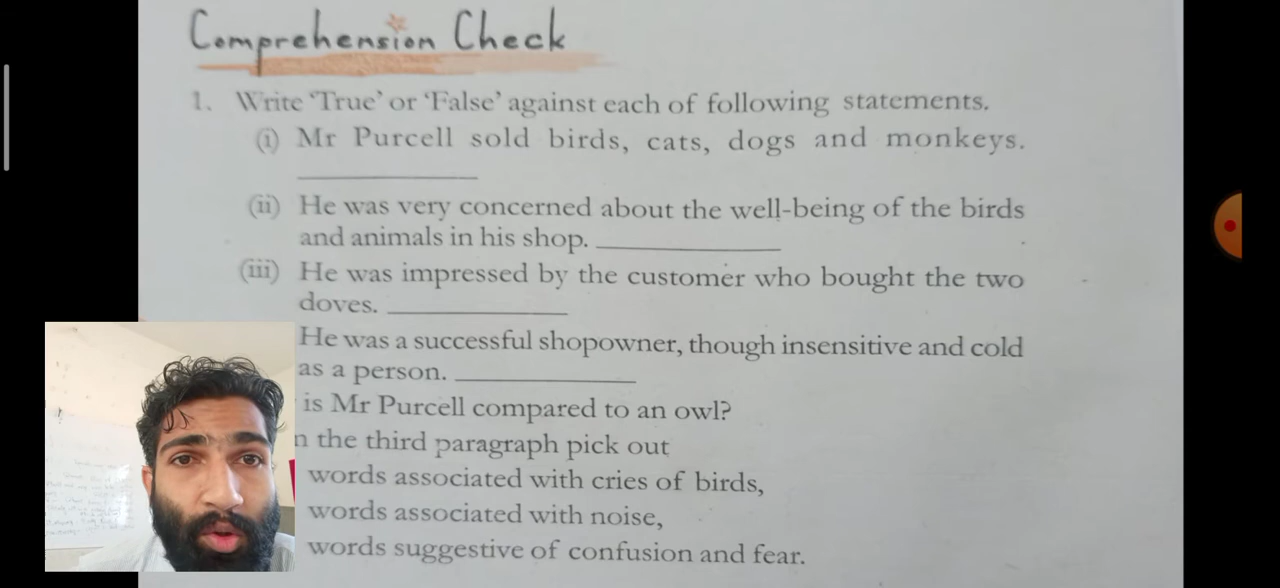 Comprehension Check
1. Write ‘True’ or ‘False’ against each of following statements.
(i) Mr Purcell sold birds, cats, dogs and monkeys.
(ii) He was very concerned about the well-being of the birds
and animals in his shop.
(iii) He was impressed by the customer who bought the two
doves.
He was a successful shopowner, though insensitive and cold
as a person.
is Mr Purcell compared to an owl?
n the third paragraph pick out
words associated with cries of birds,
words associated with noise,
words suggestive of confusion and fear.